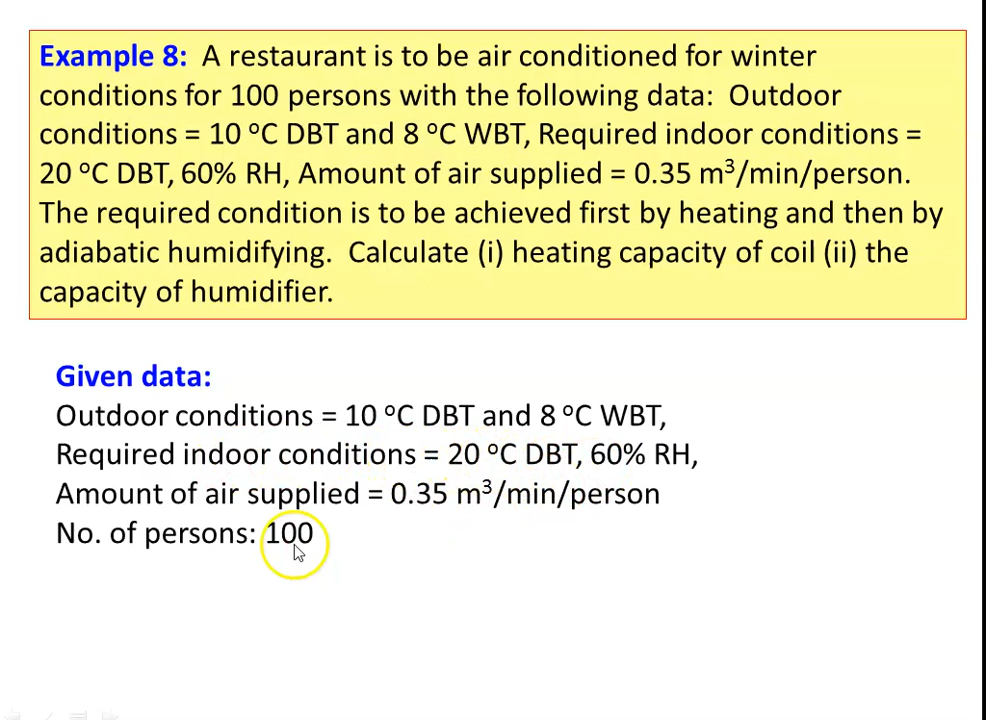 Example 8: A restaurant is to be air conditioned for winter
conditions for 100 persons with the following data: Outdoor
conditions = 10 °C DBT and 8 °C WBT, Required indoor conditions =
20 °C DBT, 60% RH, Amount of air supplied = 0.35 m³/min/person.
The required condition is to be achieved first by heating and then by
adiabatic humidifying. Calculate (i) heating capacity of coil (ii) the
capacity of humidifier.
Given data:
Outdoor conditions = 10 °C DBT and 8 °C WBT,
Required indoor conditions = 20 °C DBT, 60% RH,
Amount of air supplied = 0.35 m³/min/person
No. of persons: 100